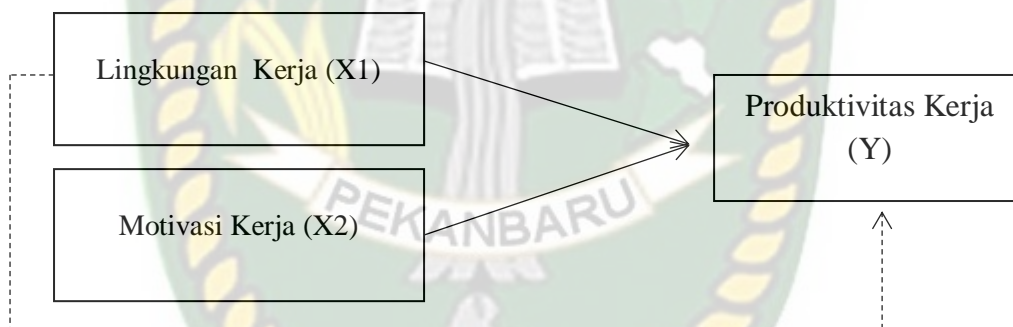 Lingkungan Kerja (X1)
Produktivitas Kerja
(Y)
Motivasi Kerja (X2)
PEKANBARU